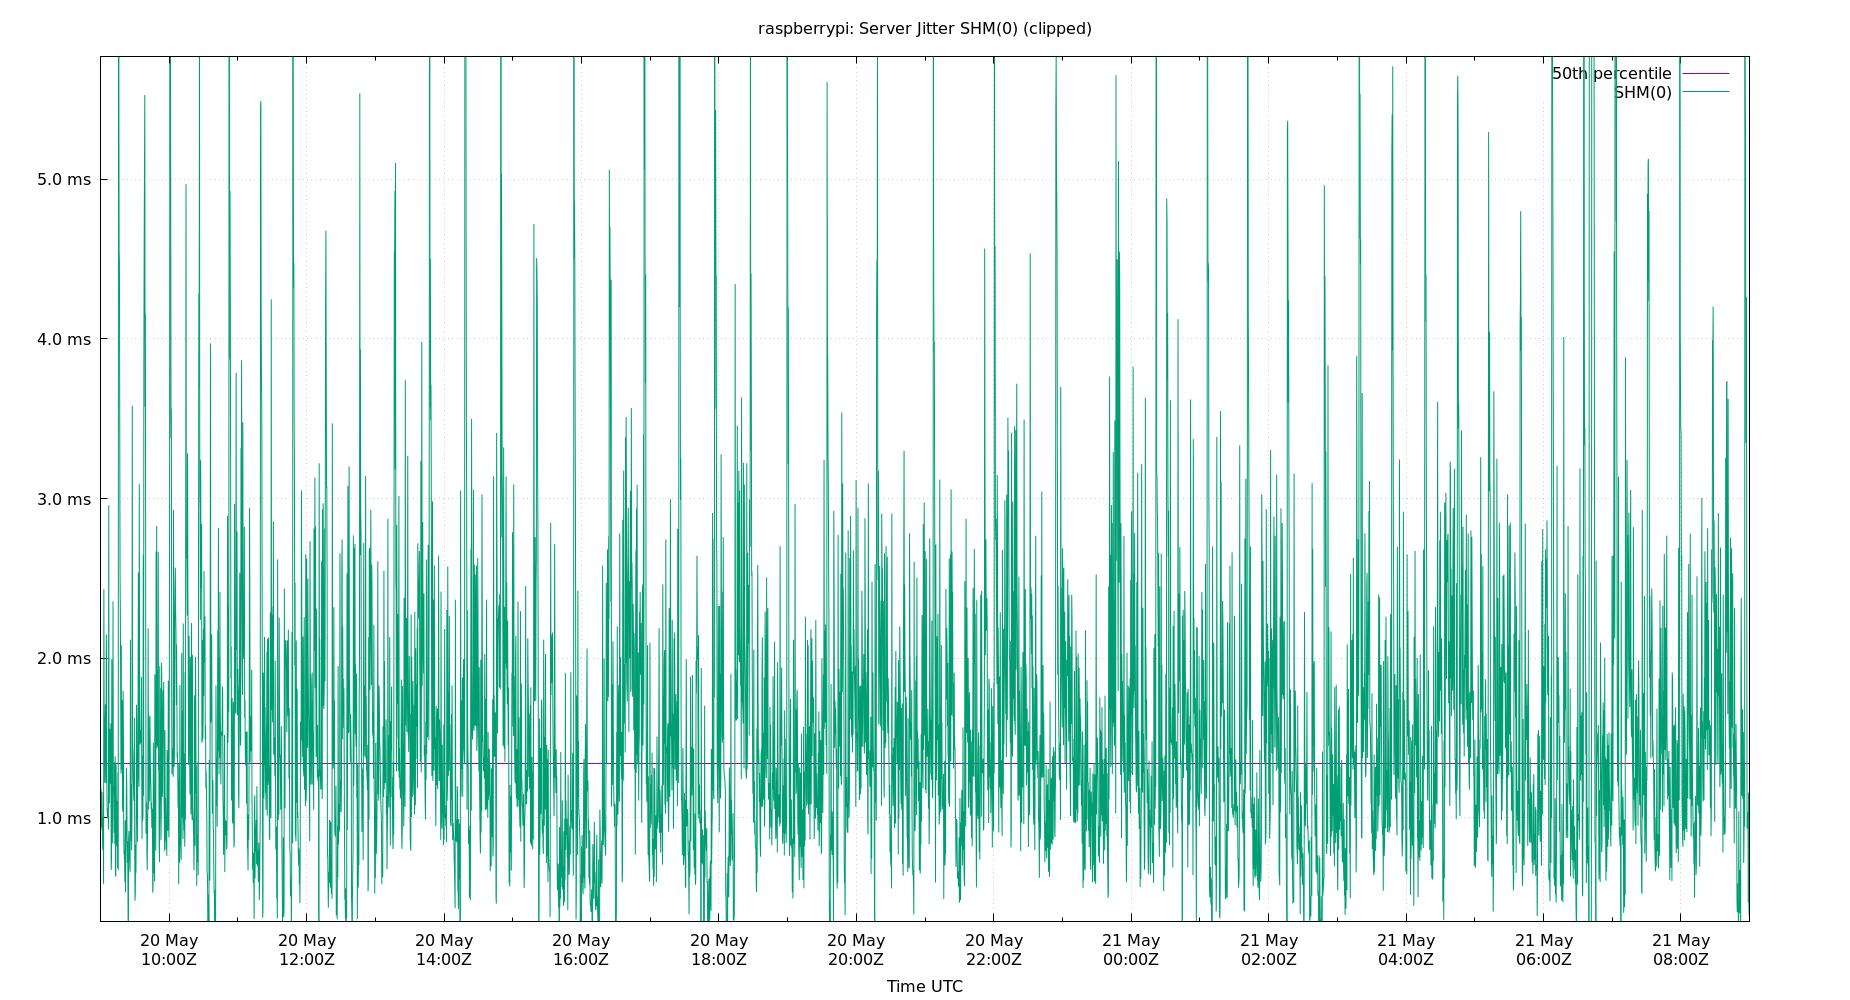 raspberrypi: Server Jitter SHM(0) (clipped)
50th percentile
SHM(0)
5.0 ms
4.0 ms
3.0 ms
2.0 ms
1.0 ms
20 May 20 May 20 May 20 May 20 May 20 May 20 May 21 May 21 May 21 May 21 May 21 May
10:00Z 12:00Z 14:00Z 16:00Z 18:00Z 20:00Z 22:00Z 00:00Z 02:00Z 04:00Z 06:00Z 08:00Z
Time UTC